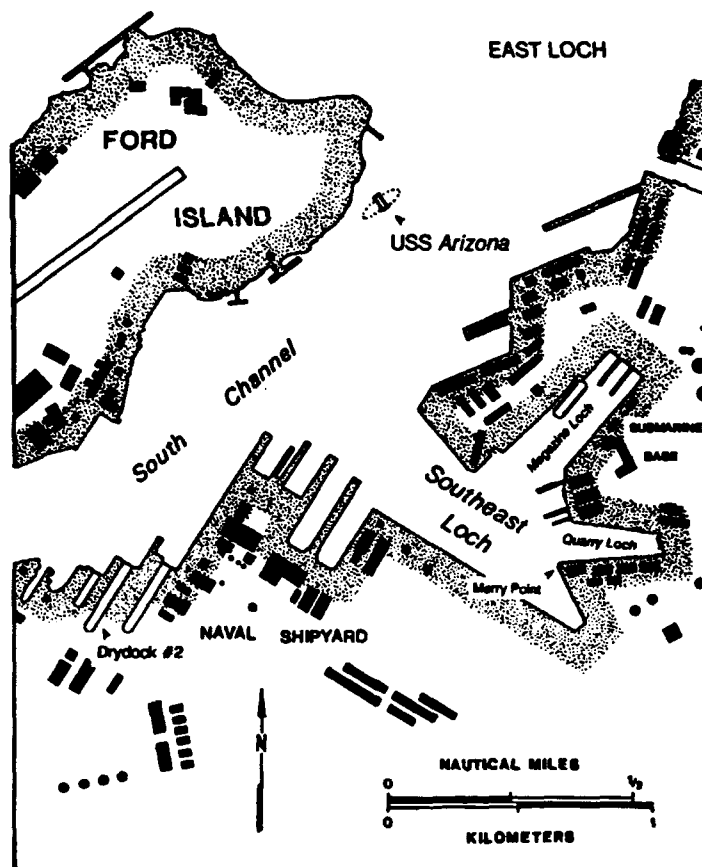 EAST LOCH
FORD
ISLAND
USS Arizona
South Channel
Magazine Loch
SUBMARINE
BASE
Southeast
Loch
Quarry Loch
Merry Point
NAVAL SHIPYARD
Drydock #2
N
NAUTICAL MILES
0 1/2
0 1
KILOMETERS